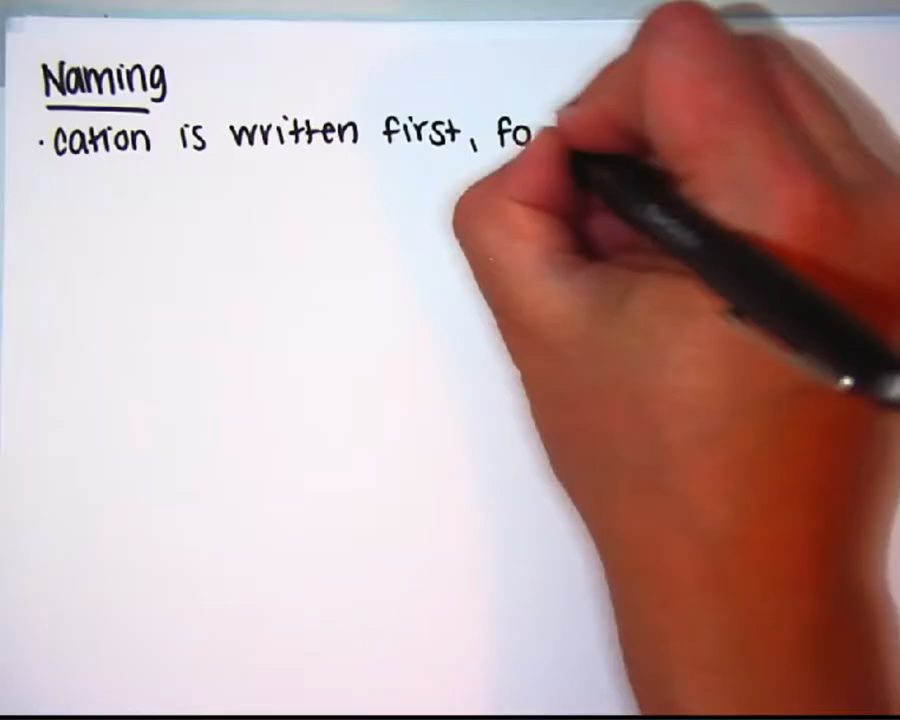 Naming
· cation is written first, fo